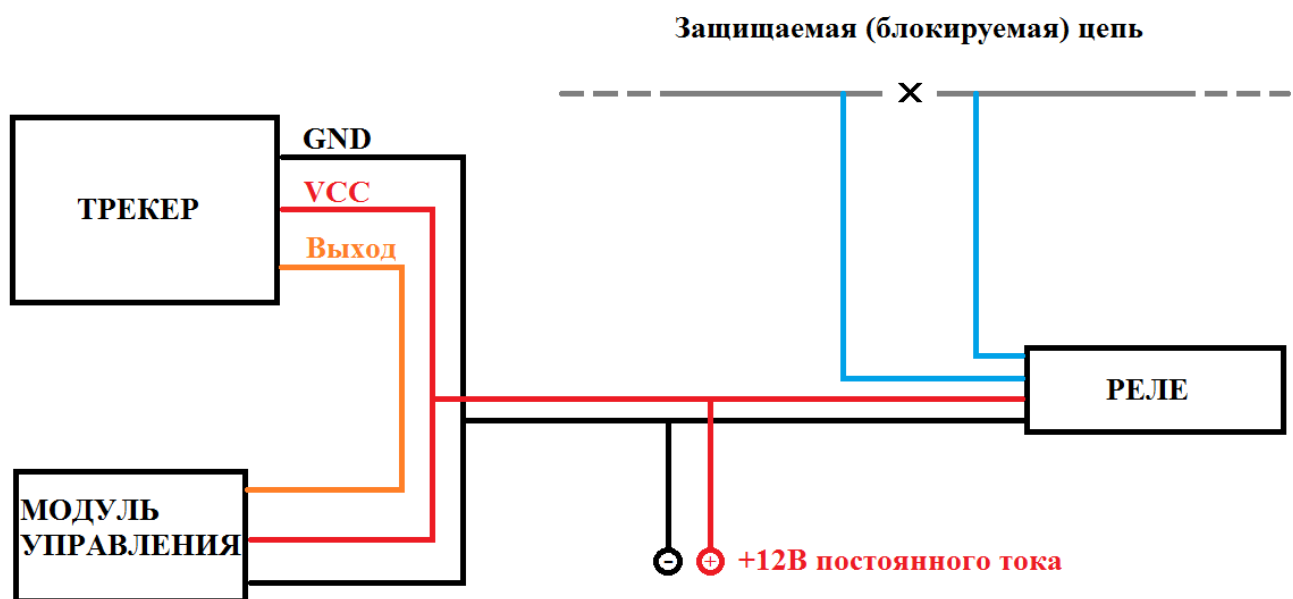 Защищаемая (блокируемая) цепь
GND
VCC
ТРЕКЕР
Выход
РЕЛЕ
МОДУЛЬ
УПРАВЛЕНИЯ
- + +12В постоянного тока